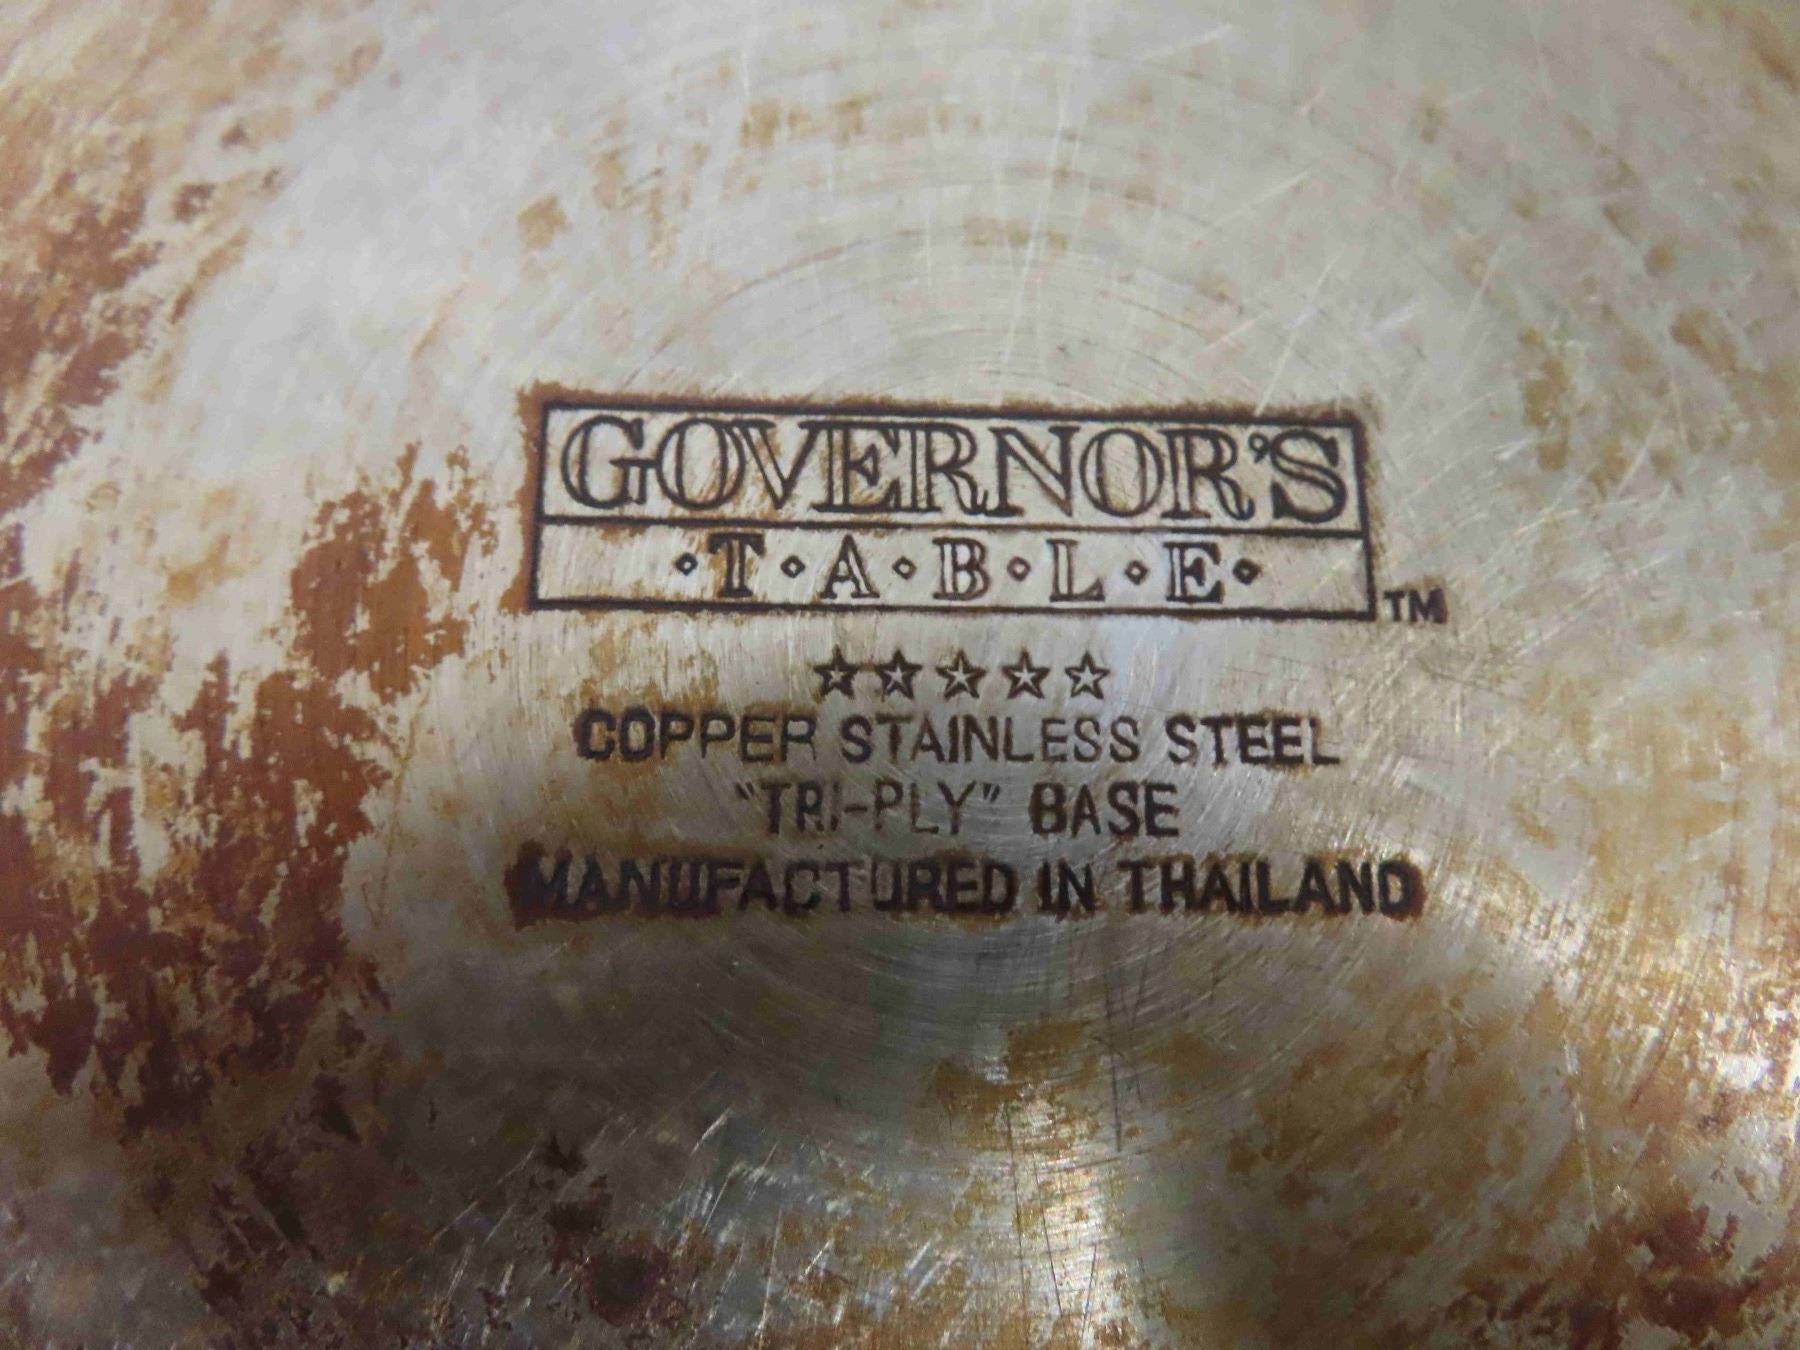 GOVERNOR'S
·T·A·B·L·E·
TM
☆☆☆☆☆
COPPER STAINLESS STEEL
"TRI-PLY" BASE
MANUFACTURED IN THAILAND